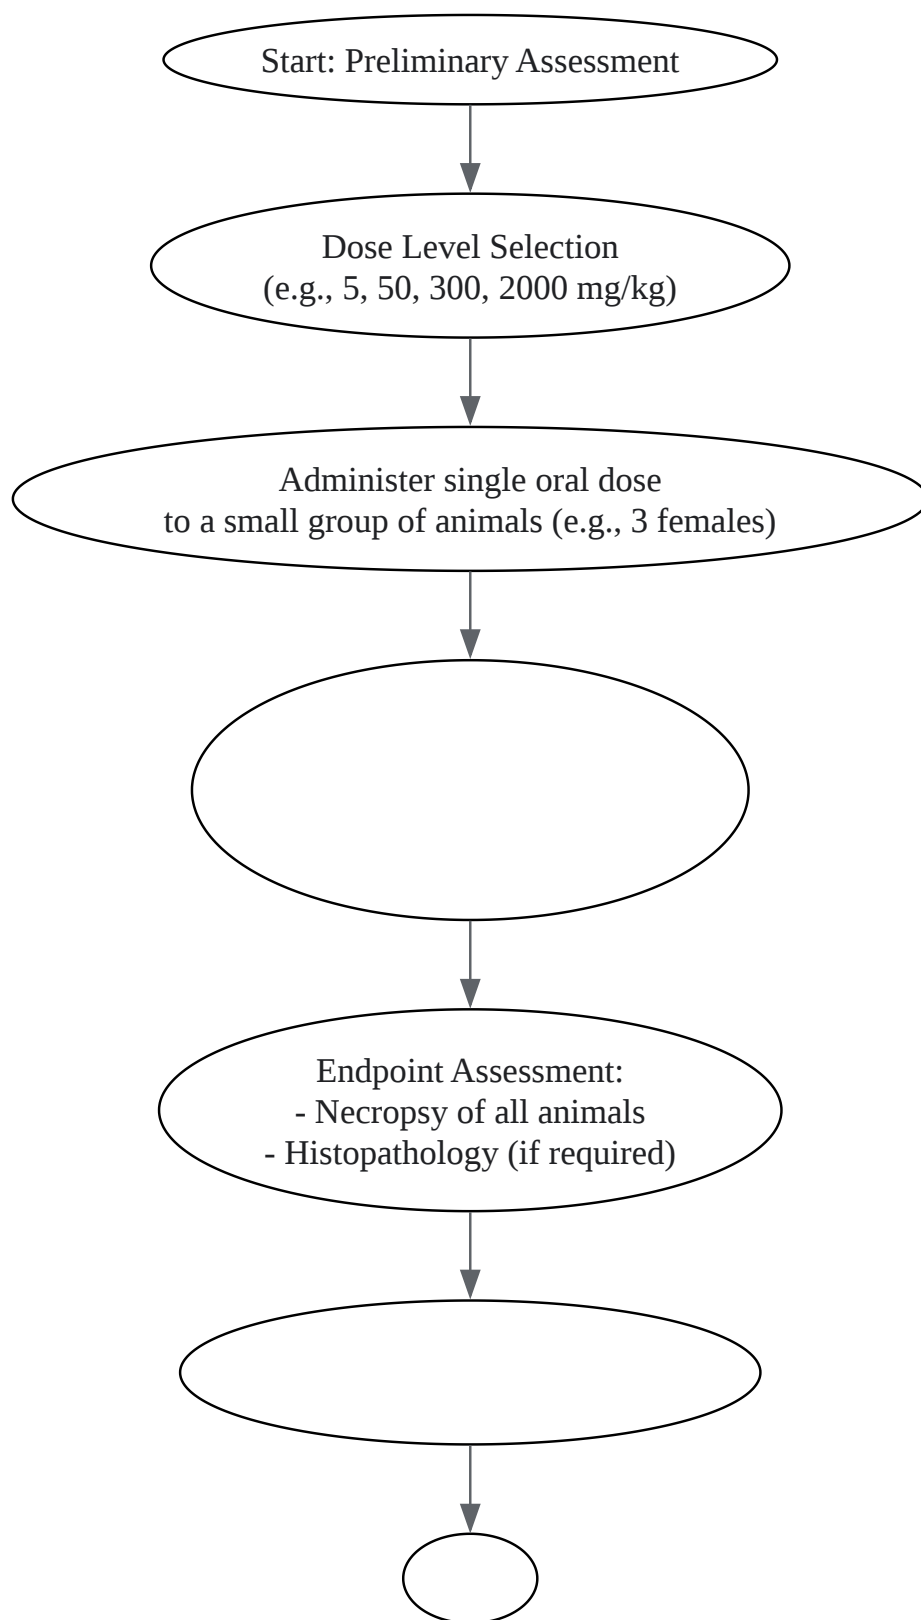 Start: Preliminary Assessment
Dose Level Selection
(e.g., 5, 50, 300, 2000 mg/kg)
Administer single oral dose
to a small group of animals (e.g., 3 females)
Endpoint Assessment:
- Necropsy of all animals
- Histopathology (if required)